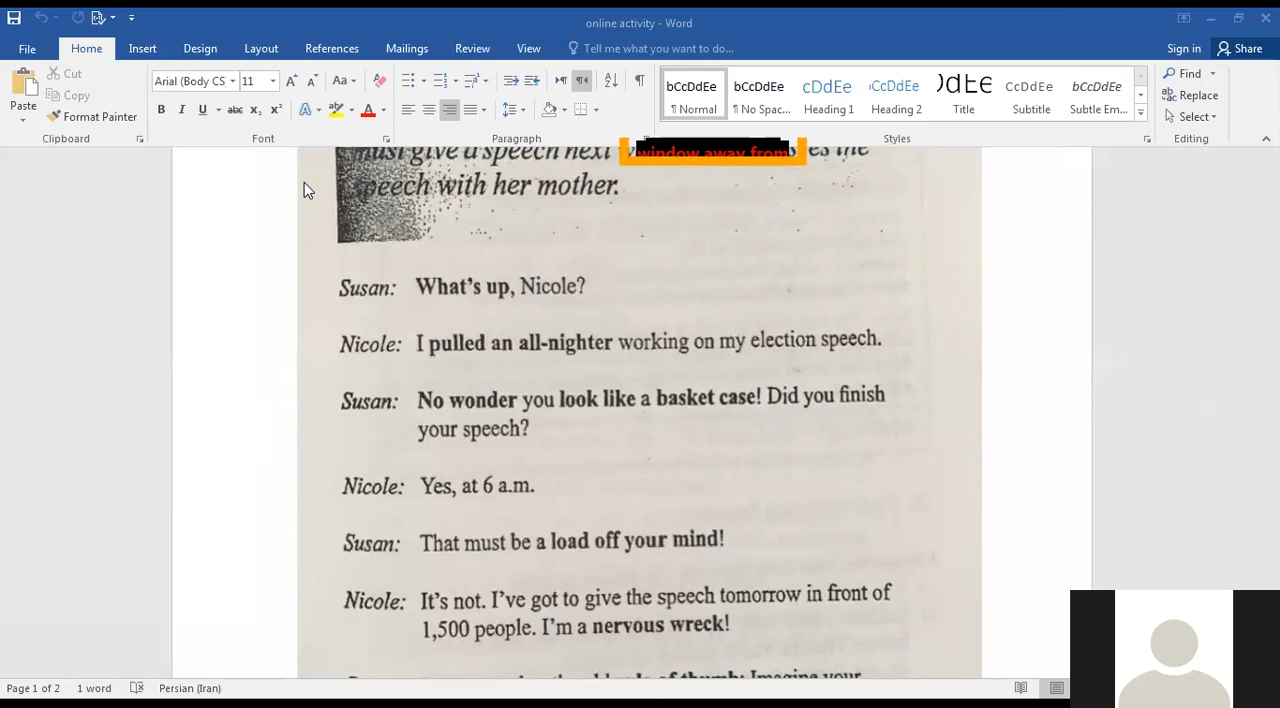 online activity - Word
Sign in
Share
File Home Insert Design Layout References Mailings Review View Tell me what you want to do...
Paste
Cut
Copy
Format Painter
Clipboard
Arial (Body CS) 11
Font
Paragraph
bCcDdEe bCcDdEe cDdEe cCcDdEe DdEe CcDdEe bCcDdEe
¶ Normal ¶ No Spac... Heading 1 Heading 2 Title Subtitle Subtle Em...
Styles
Find
Replace
Select
Editing
window away from
must give a speech next the
speech with her mother.
Susan: What's up, Nicole?
Nicole: I pulled an all-nighter working on my election speech.
Susan: No wonder you look like a basket case! Did you finish
your speech?
Nicole: Yes, at 6 a.m.
Susan: That must be a load off your mind!
Nicole: It's not. I've got to give the speech tomorrow in front of
1,500 people. I'm a nervous wreck!
of thumb: Imagine your
Page 1 of 2 1 word Persian (Iran)